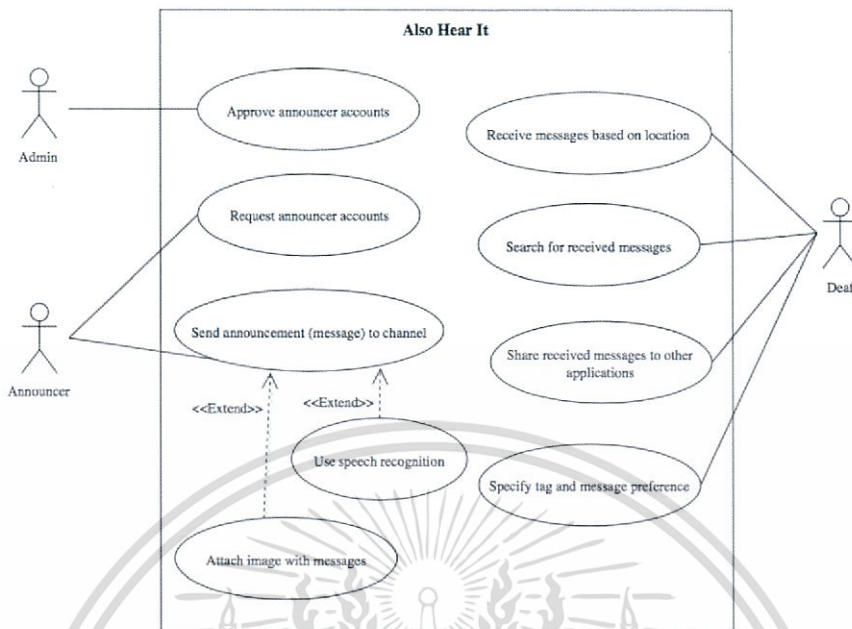 Also Hear It
Admin
Approve announcer accounts
Receive messages based on location
Request announcer accounts
Search for received messages
Deaf
Announcer
Send announcement (message) to channel
Share received messages to other
applications
<<Extend>>
<<Extend>>
Use speech recognition
Specify tag and message preference
Attach image with messages